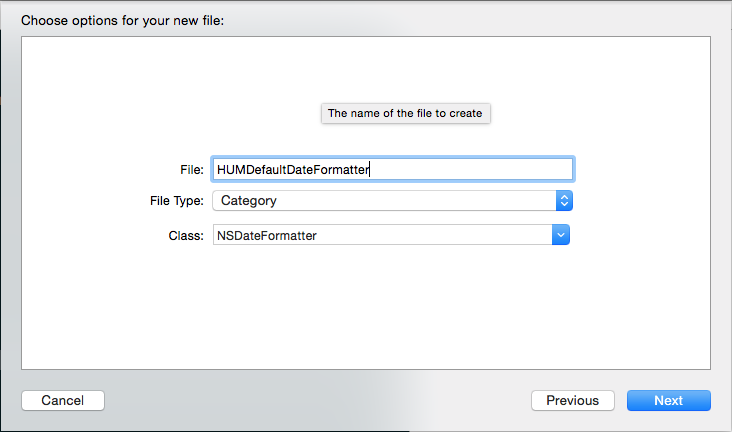 Choose options for your new file:
The name of the file to create
File: HUMDefaultDateFormatter
File Type: Category
Class: NSDateFormatter
Cancel Previous Next